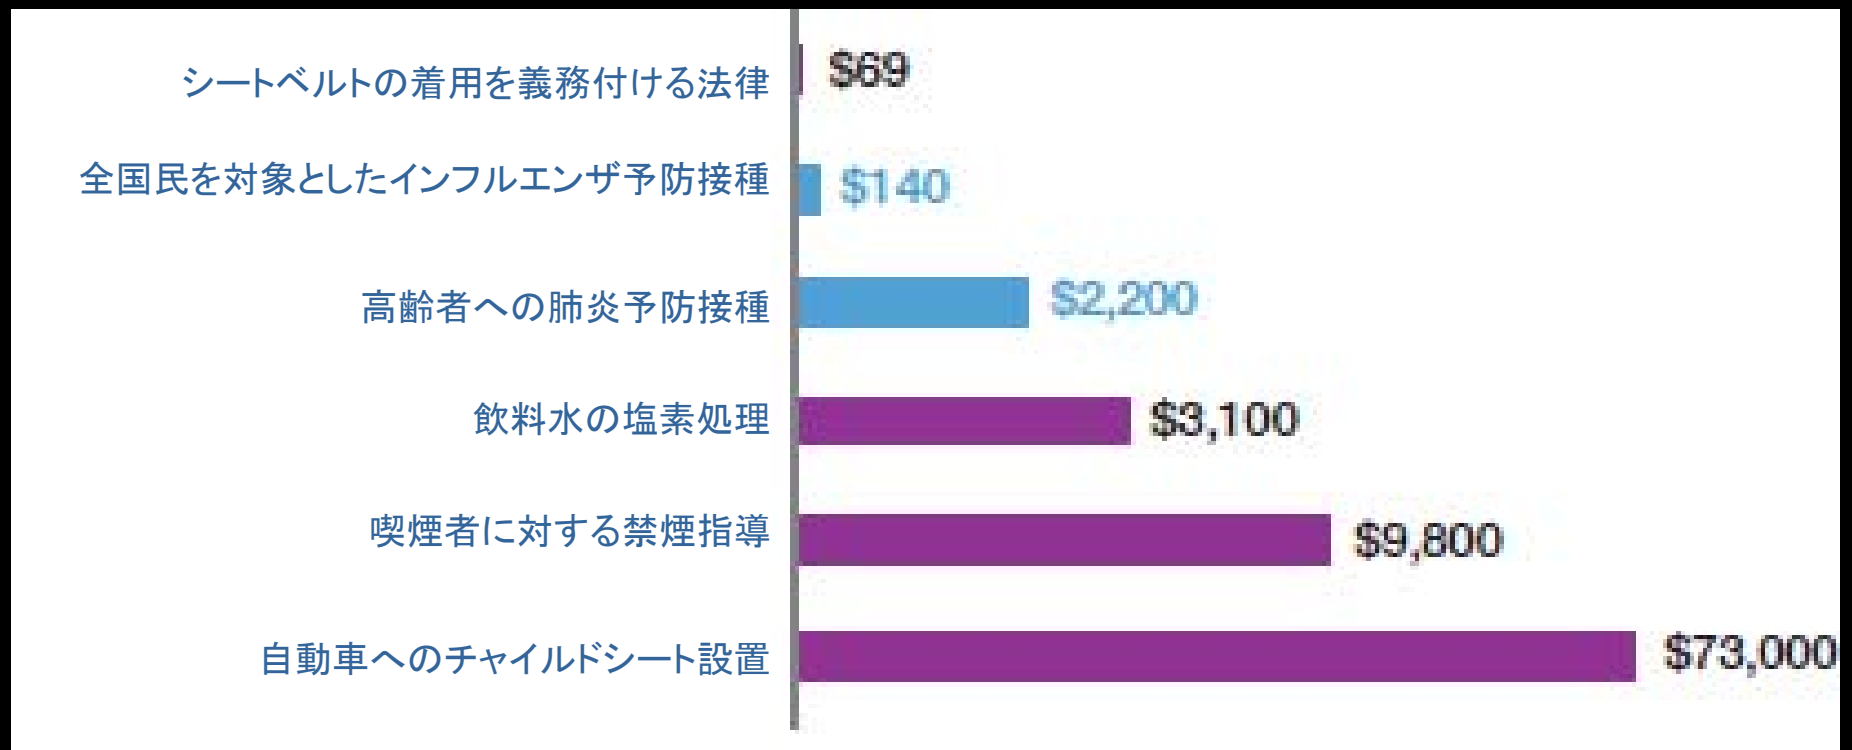 シートベルトの着用を義務付ける法律 $69
全国民を対象としたインフルエンザ予防接種 $140
高齢者への肺炎予防接種 $2,200
飲料水の塩素処理 $3,100
喫煙者に対する禁煙指導 $9,800
自動車へのチャイルドシート設置 $73,000